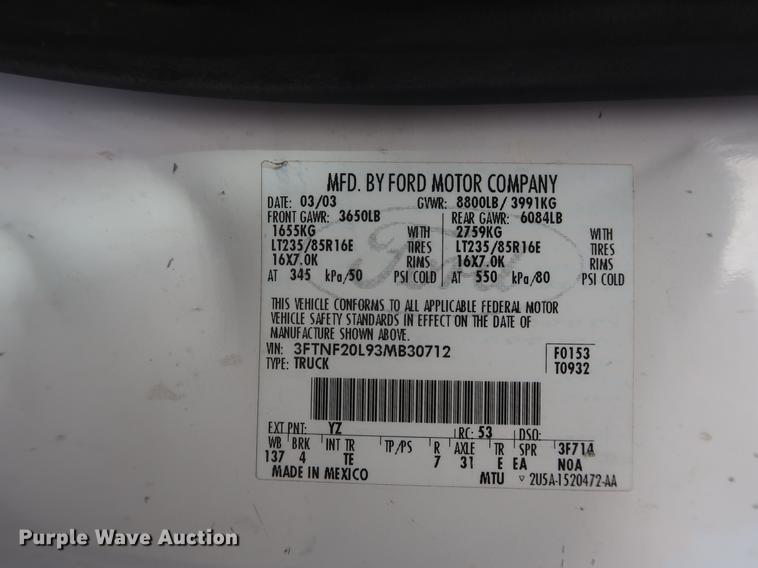 MFD. BY FORD MOTOR COMPANY
DATE: 03/03 GVWR: 8800LB/ 3991KG
FRONT GAWR: 3650LB REAR GAWR: 6084LB
1655KG WITH 2759KG WITH
LT235/85R16E TIRES LT235/85R16E TIRES
16X7.0K RIMS 16X7.0K RIMS
AT 345 kPa/50 PSI COLD AT 550 kPa/80 PSI COLD
Ford
THIS VEHICLE CONFORMS TO ALL APPLICABLE FEDERAL MOTOR
VEHICLE SAFETY STANDARDS IN EFFECT ON THE DATE OF
MANUFACTURE SHOWN ABOVE.
VIN: 3FTNF20L93MB30712 F0153
TYPE: TRUCK T0932
EXT PNT: YZ RC: 53 DSO:
WB BRK INT TR TP/PS R AXLE TR SPR 3F71A
137 4 TE 7 31 E EA NOA
MADE IN MEXICO MTU 2U5A-1520472-AA
Purple Wave Auction